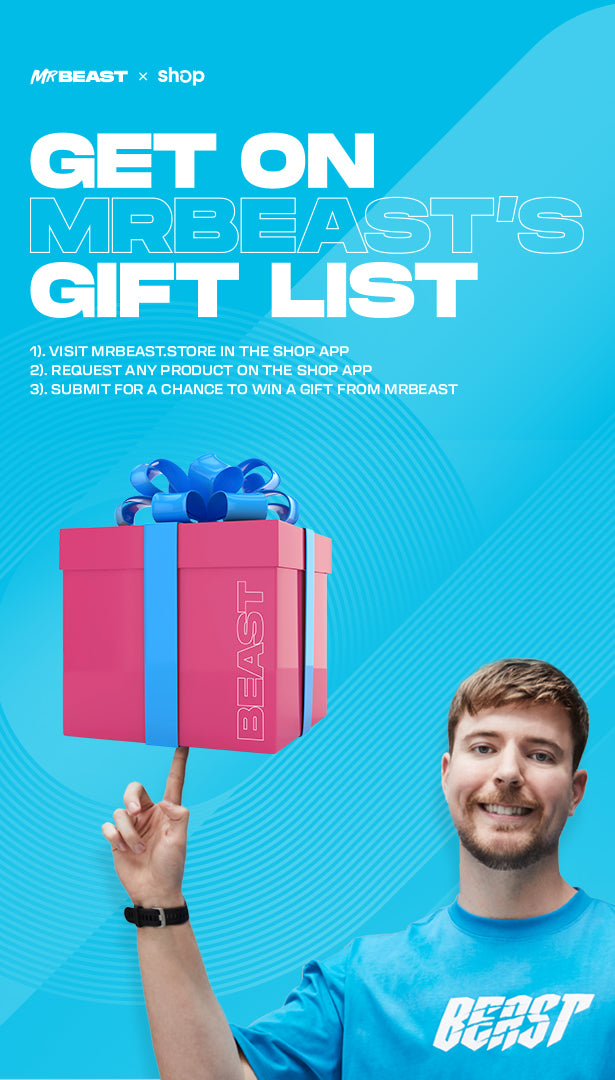 MRBEAST × shop
GET ON
MRBEAST'S
GIFT LIST
1). VISIT MRBEAST.STORE IN THE SHOP APP
2). REQUEST ANY PRODUCT ON THE SHOP APP
3). SUBMIT FOR A CHANCE TO WIN A GIFT FROM MRBEAST
BEAST
BEAST